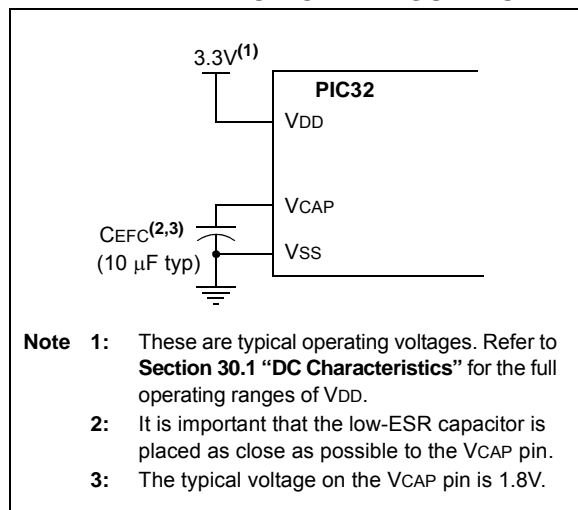 3.3V(1)
PIC32
VDD
VCAP
CEFC(2,3)
(10 μF typ)
VSS
Note 1: These are typical operating voltages. Refer to
Section 30.1 “DC Characteristics” for the full
operating ranges of VDD.
2: It is important that the low-ESR capacitor is
placed as close as possible to the VCAP pin.
3: The typical voltage on the VCAP pin is 1.8V.